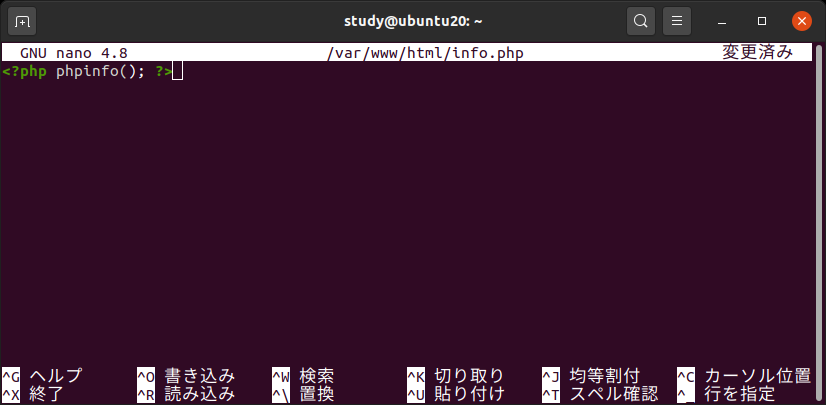 study@ubuntu20: ~
GNU nano 4.8 /var/www/html/info.php 変更済み
<?php phpinfo(); ?>
^G ヘルプ ^O 書き込み ^W 検索 ^K 切り取り ^J 均等割付 ^C カーソル位置
^X 終了 ^R 読み込み ^\ 置換 ^U 貼り付け ^T スペル確認 ^_ 行を指定